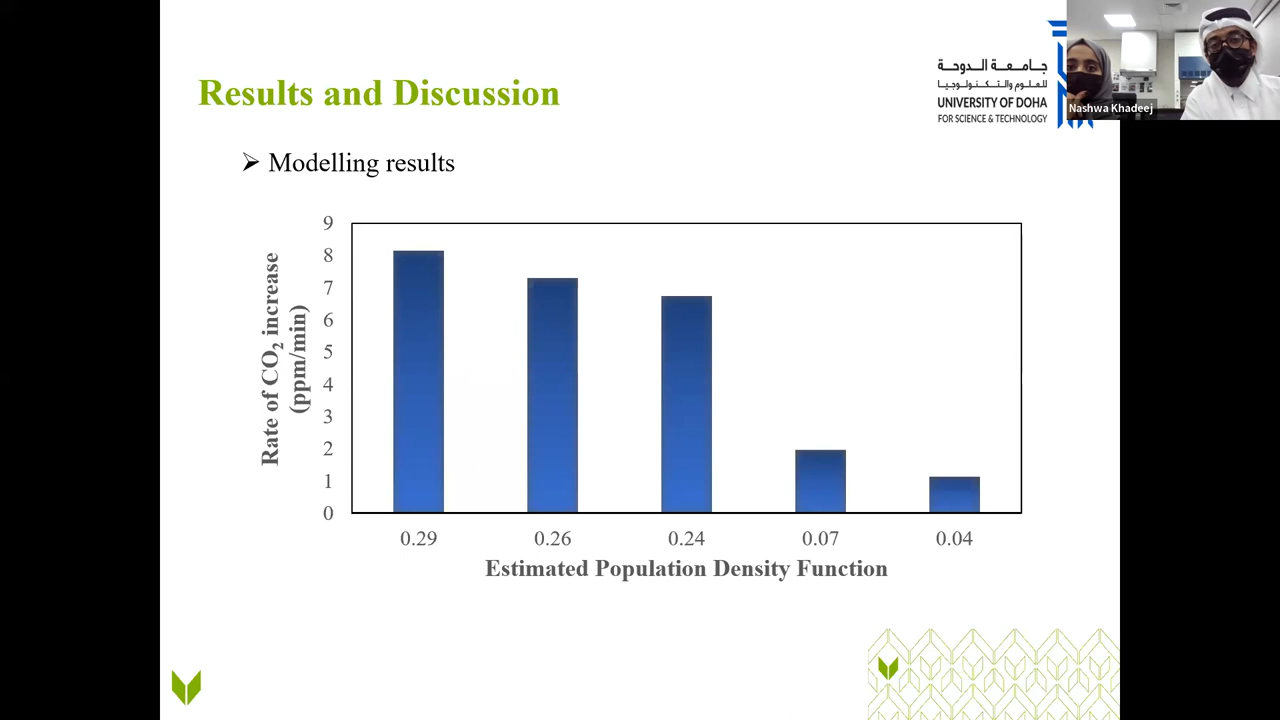 Results and Discussion
جامعة الدوحة
للعلوم والتكنولوجيا
UNIVERSITY OF DOHA
FOR SCIENCE & TECHNOLOGY
Nashwa Khadeej
➢ Modelling results
Rate of CO₂ increase
(ppm/min)
9
8
7
6
5
4
3
2
1
0
0.29 0.26 0.24 0.07 0.04
Estimated Population Density Function